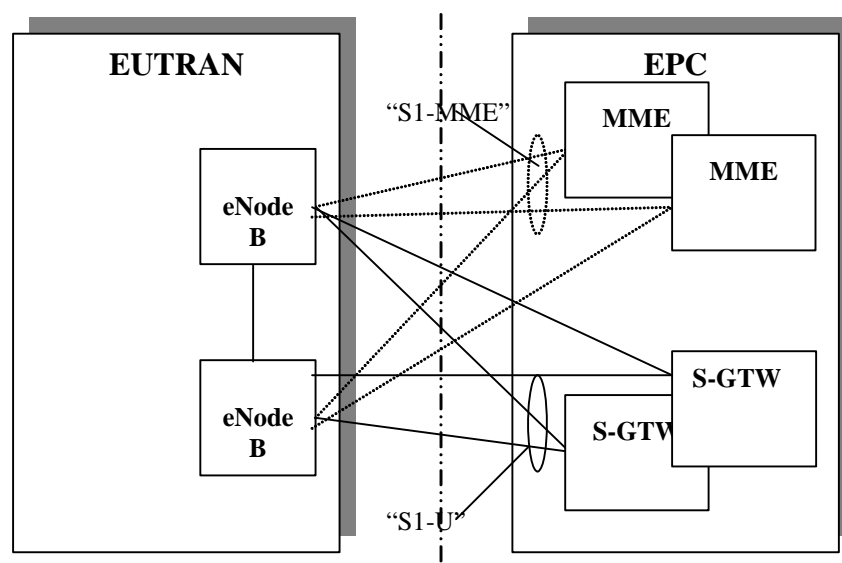 EUTRAN
EPC
“S1-MME”
MME
MME
eNode
B
S-GTW
eNode
B
S-GTW
“S1-U”